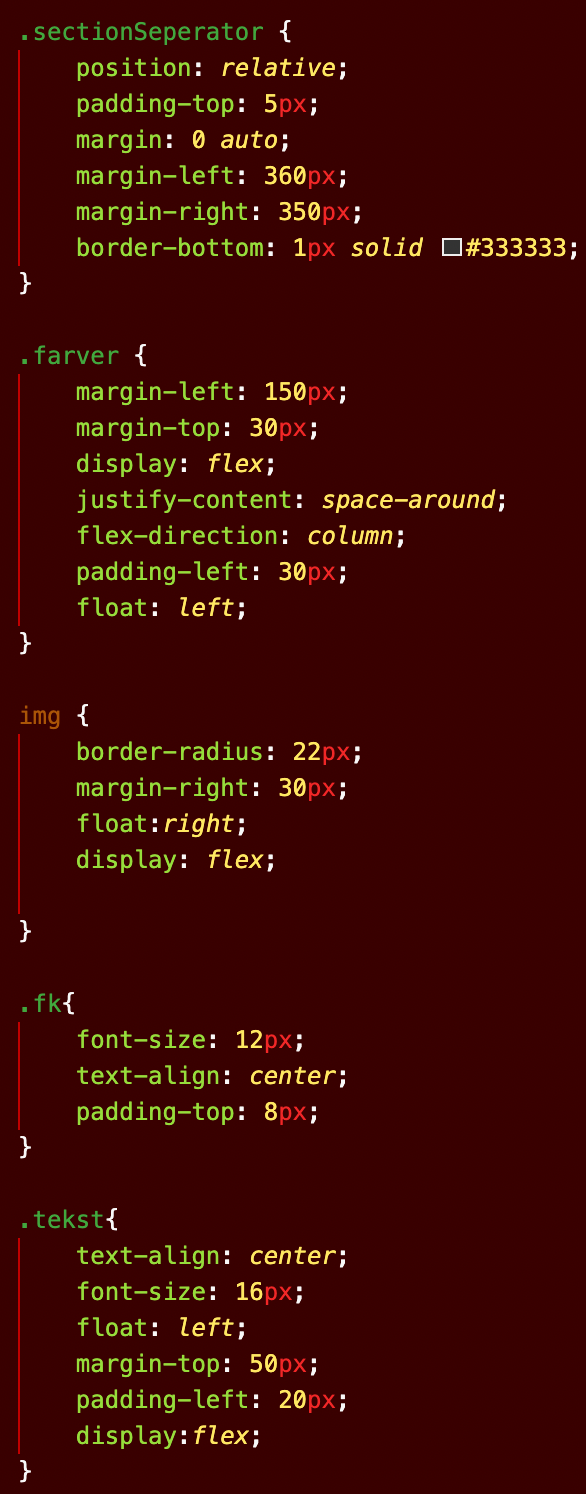 .sectionSeperator {
    position: relative;
    padding-top: 5px;
    margin: 0 auto;
    margin-left: 360px;
    margin-right: 350px;
    border-bottom: 1px solid #333333;
}

.farver {
    margin-left: 150px;
    margin-top: 30px;
    display: flex;
    justify-content: space-around;
    flex-direction: column;
    padding-left: 30px;
    float: left;
}

img {
    border-radius: 22px;
    margin-right: 30px;
    float:right;
    display: flex;

}

.fk{
    font-size: 12px;
    text-align: center;
    padding-top: 8px;
}

.tekst{
    text-align: center;
    font-size: 16px;
    float: left;
    margin-top: 50px;
    padding-left: 20px;
    display:flex;
}